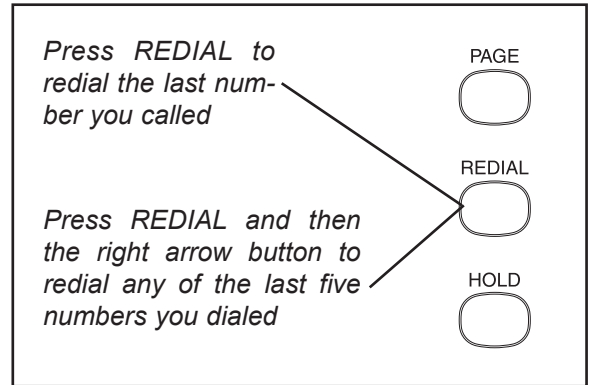 Press REDIAL to
redial the last num-
ber you called
PAGE
REDIAL
Press REDIAL and then
the right arrow button to
redial any of the last five
numbers you dialed
HOLD